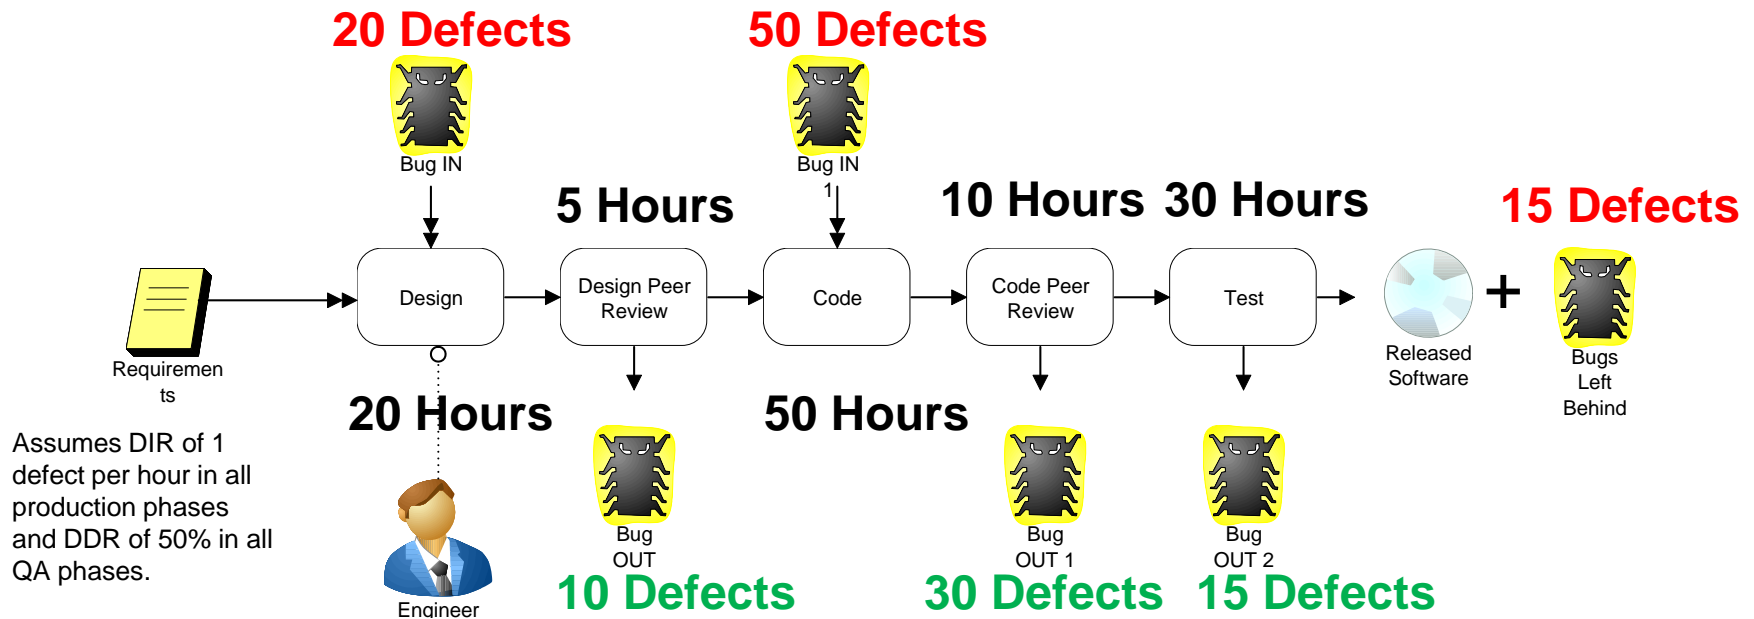 20 Defects
50 Defects
Bug IN
Bug IN
1
5 Hours
10 Hours
30 Hours
15 Defects
Design
Design Peer
Review
Code
Code Peer
Review
Test
+
Requiremen
ts
Released
Software
Bugs
Left
Behind
20 Hours
50 Hours
Assumes DIR of 1
defect per hour in all
production phases
and DDR of 50% in all
QA phases.
Engineer
Bug
OUT
Bug
OUT 1
Bug
OUT 2
10 Defects
30 Defects
15 Defects